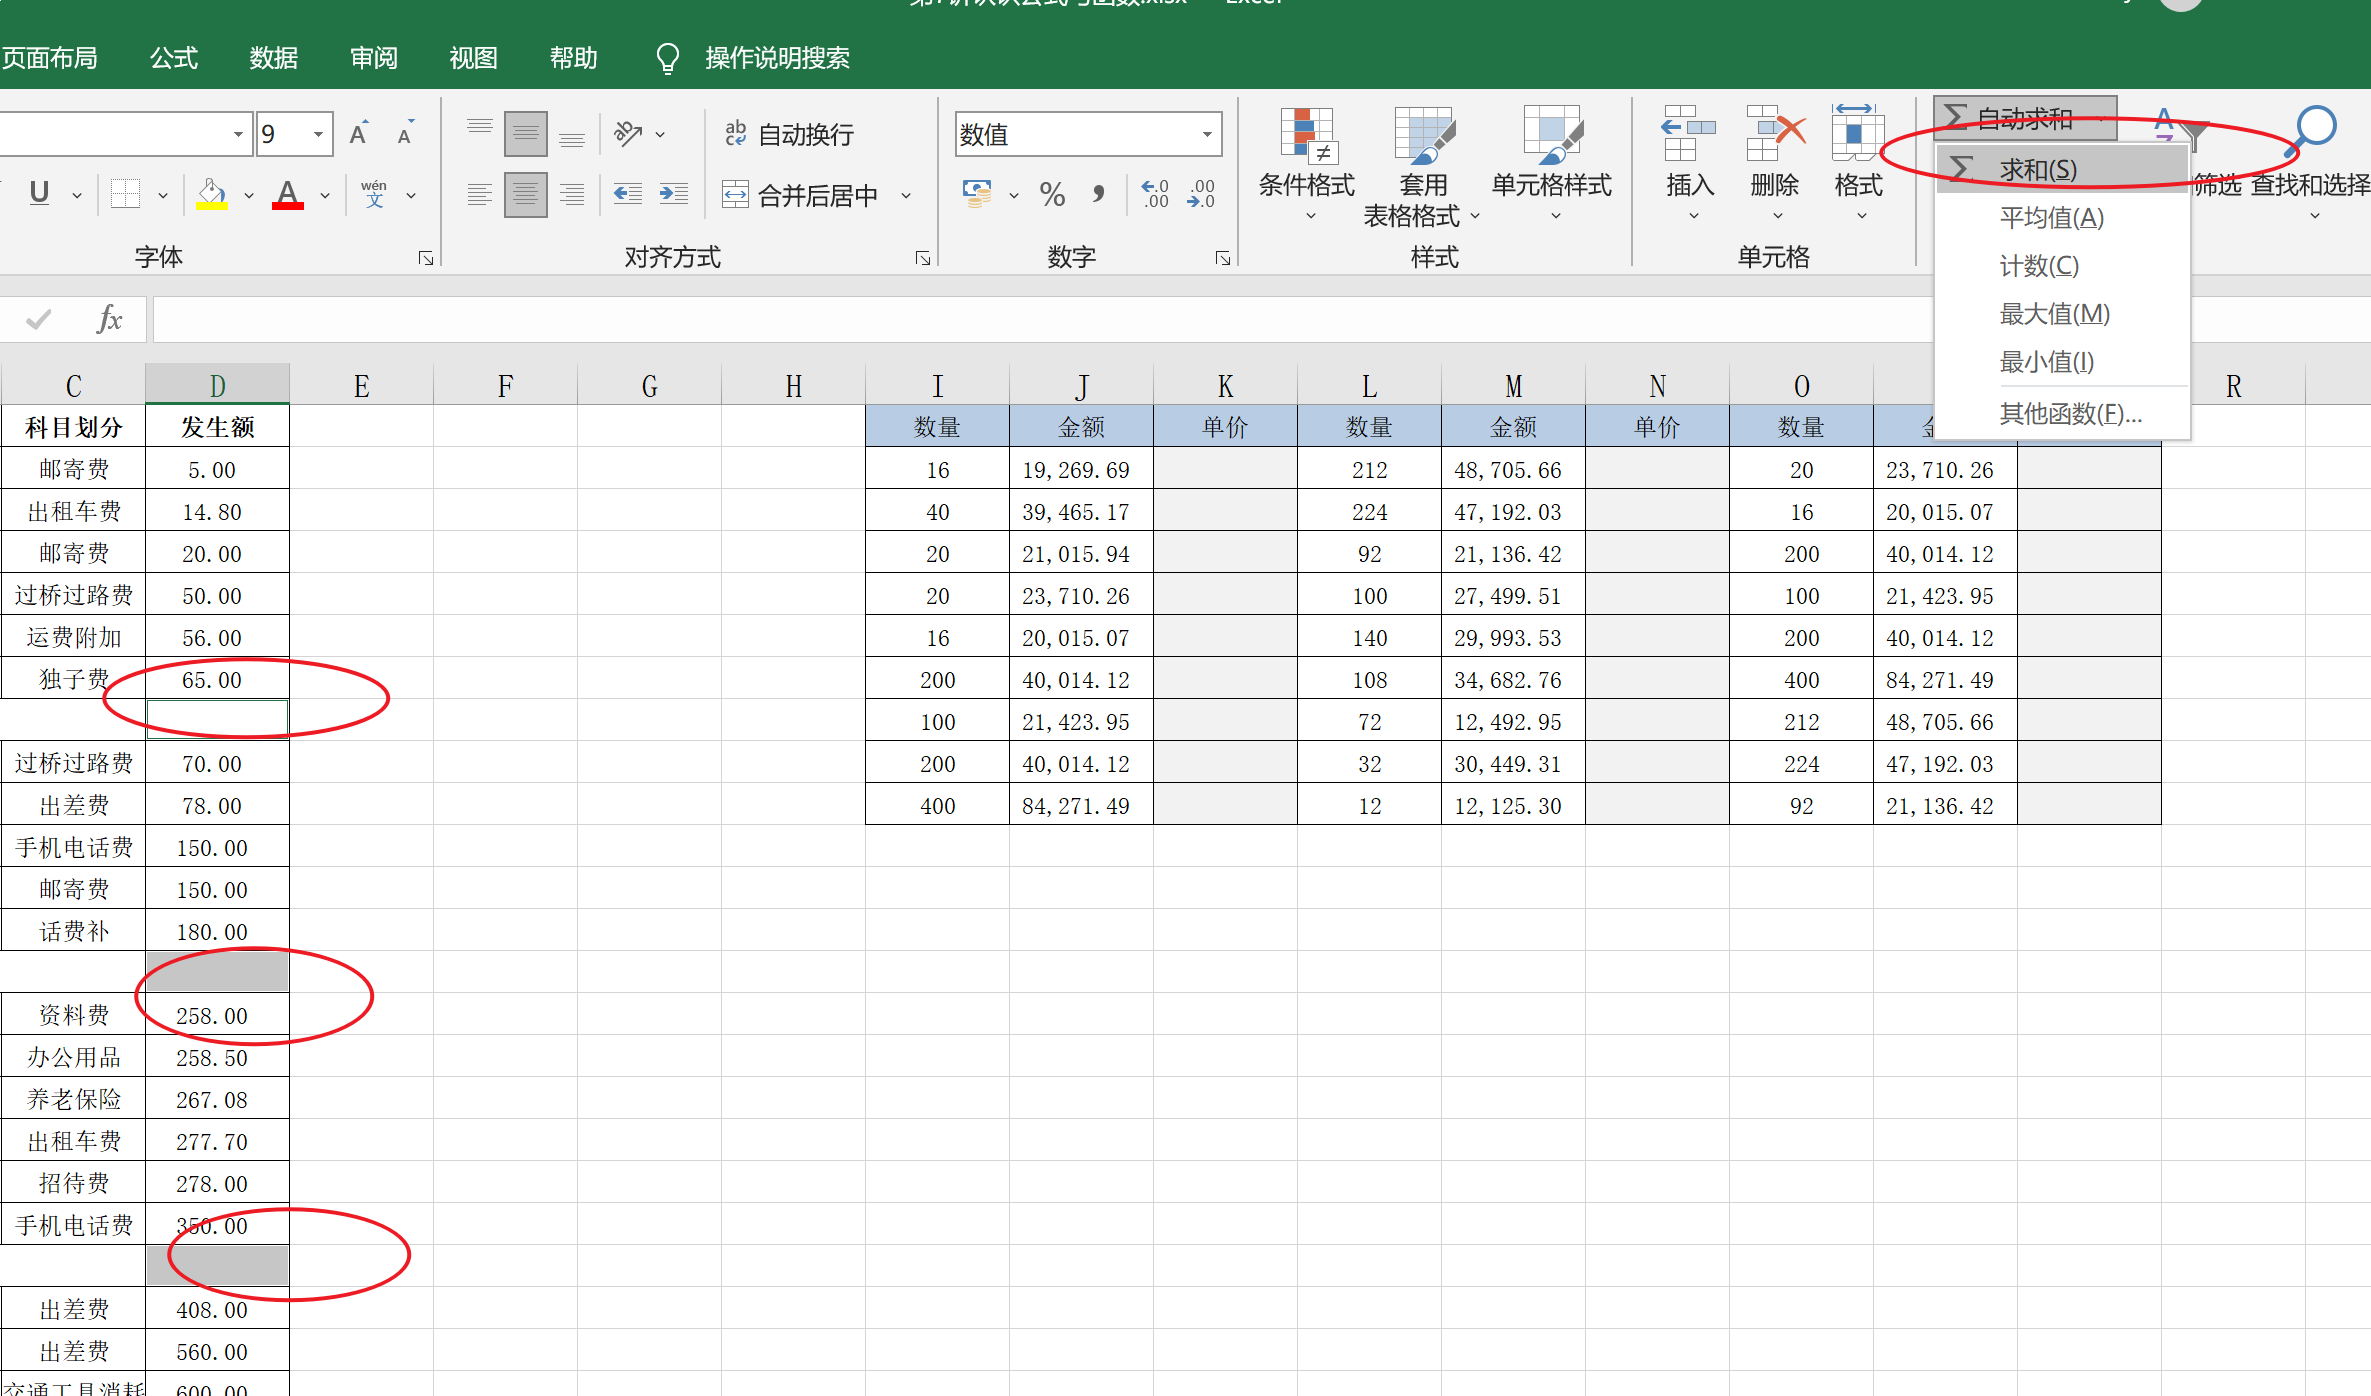 页面布局 公式 数据 审阅 视图 帮助 操作说明搜索
9 A A ab 自动换行 数值 自动求和
U A wén 文 合并后居中 % 条件格式 套用 表格格式 单元格样式 插入 删除 格式 筛选 查找和选择
字体 对齐方式 数字 样式 单元格
求和(S)
平均值(A)
计数(C)
最大值(M)
最小值(I)
其他函数(F)...
fx
C D E F G H I J K L M N O R
科目划分 发生额 数量 金额 单价 数量 金额 单价 数量
邮寄费 5.00 16 19,269.69 212 48,705.66 20 23,710.26
出租车费 14.80 40 39,465.17 224 47,192.03 16 20,015.07
邮寄费 20.00 20 21,015.94 92 21,136.42 200 40,014.12
过桥过路费 50.00 20 23,710.26 100 27,499.51 100 21,423.95
运费附加 56.00 16 20,015.07 140 29,993.53 200 40,014.12
独子费 65.00 200 40,014.12 108 34,682.76 400 84,271.49
100 21,423.95 72 12,492.95 212 48,705.66
过桥过路费 70.00 200 40,014.12 32 30,449.31 224 47,192.03
出差费 78.00 400 84,271.49 12 12,125.30 92 21,136.42
手机电话费 150.00
邮寄费 150.00
话费补 180.00
资料费 258.00
办公用品 258.50
养老保险 267.08
出租车费 277.70
招待费 278.00
手机电话费 350.00
出差费 408.00
出差费 560.00
交通工具消耗 600.00